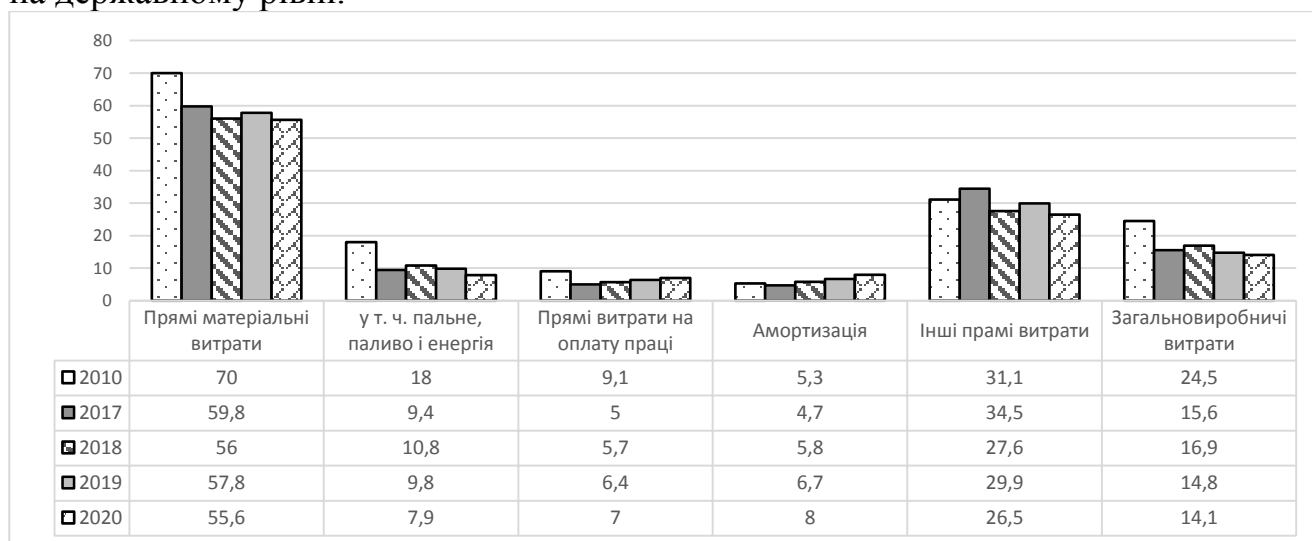 на державному рівні.
80
70
60
50
40
30
20
10
0
Прямі матеріальні витрати у т. ч. пальне, паливо і енергія Прямі витрати на оплату праці Амортизація Інші прамі витрати Загальновиробничі витрати
2010 70 18 9,1 5,3 31,1 24,5
2017 59,8 9,4 5 4,7 34,5 15,6
2018 56 10,8 5,7 5,8 27,6 16,9
2019 57,8 9,8 6,4 6,7 29,9 14,8
2020 55,6 7,9 7 8 26,5 14,1